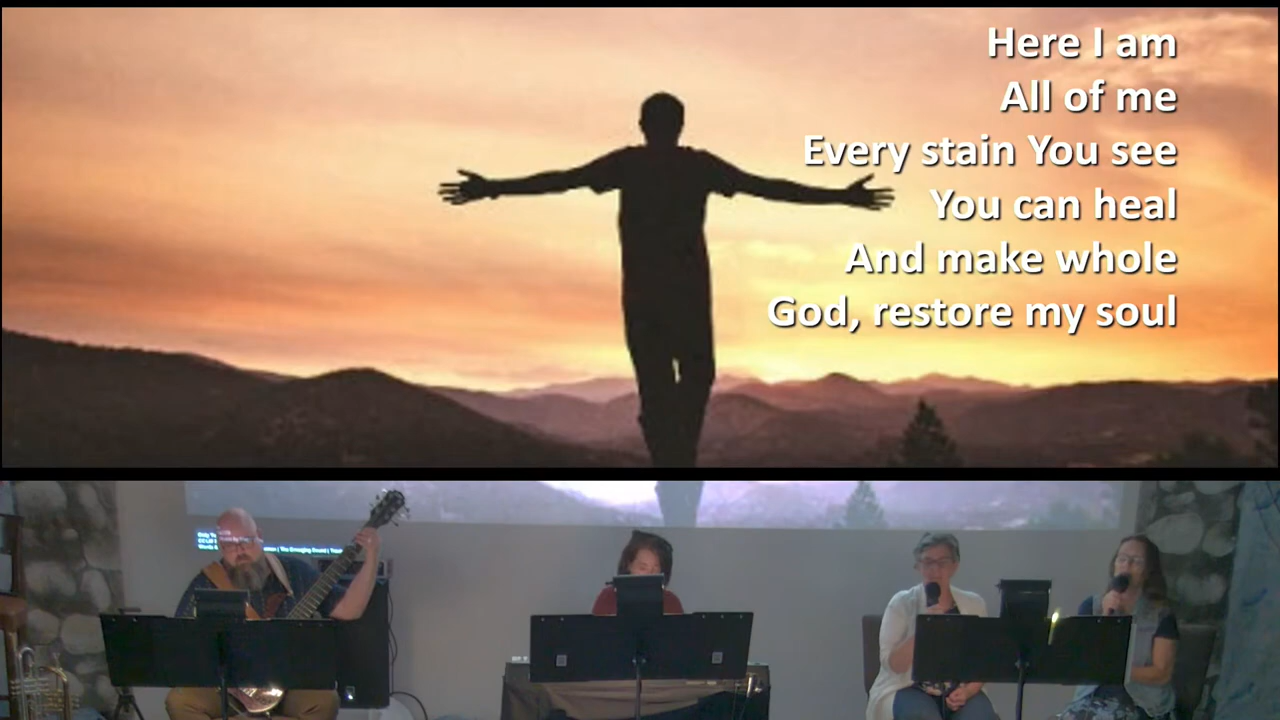 Here I am
All of me
Every stain You see
You can heal
And make whole
God, restore my soul